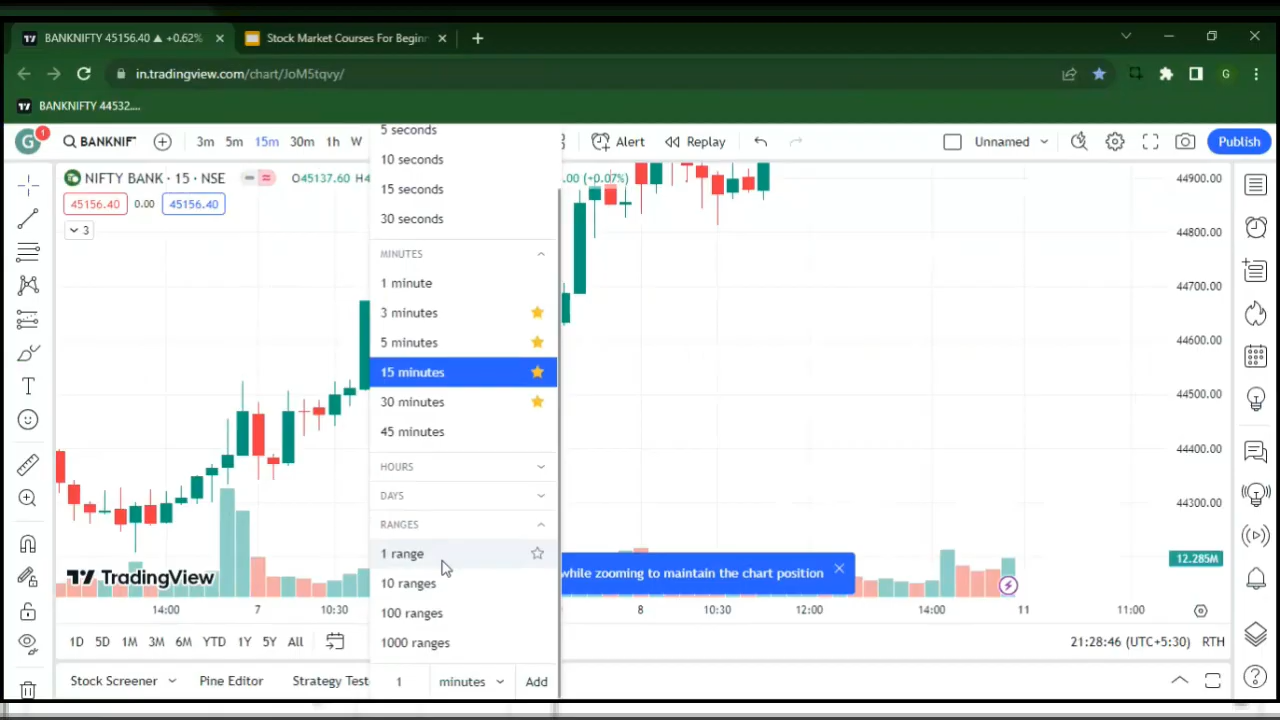 BANKNIFTY 45156.40 ▲ +0.62%
Stock Market Courses For Beginn
in.tradingview.com/chart/JoM5tqvy/
G
BANKNIFTY 44532....
G
1
BANKNIF
3m 5m 15m 30m 1h W
Alert
Replay
Unnamed
Publish
NIFTY BANK · 15 · NSE
O45137.60 H4
.00 (+0.07%)
45156.40
0.00
45156.40
3
5 seconds
10 seconds
15 seconds
30 seconds
MINUTES
1 minute
3 minutes
5 minutes
15 minutes
30 minutes
45 minutes
HOURS
DAYS
RANGES
1 range
10 ranges
100 ranges
1000 ranges
1 minutes Add
44900.00
44800.00
44700.00
44600.00
44500.00
44400.00
44300.00
12.285M
while zooming to maintain the chart position
TradingView
14:00 7 10:30 8 10:30 12:00 14:00 11 11:00
1D 5D 1M 3M 6M YTD 1Y 5Y All
21:28:46 (UTC+5:30) RTH
Stock Screener Pine Editor Strategy Test